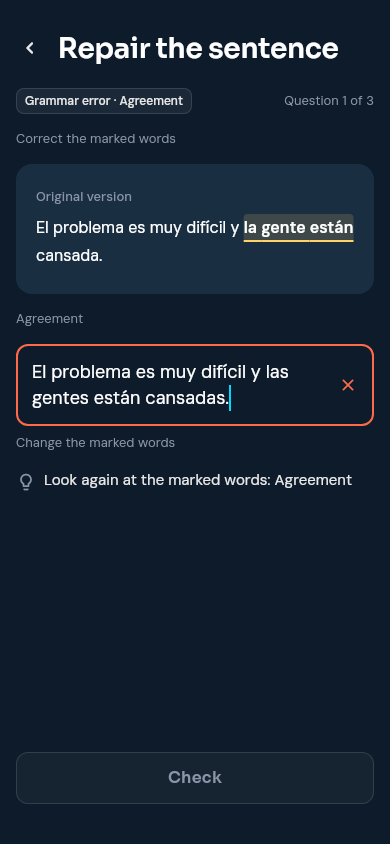 Repair the sentence
Grammar error · Agreement
Question 1 of 3
Correct the marked words
Original version
El problema es muy difícil y la gente están
cansada.
Agreement
El problema es muy difícil y las
gentes están cansadas.
Change the marked words
Look again at the marked words: Agreement
Check